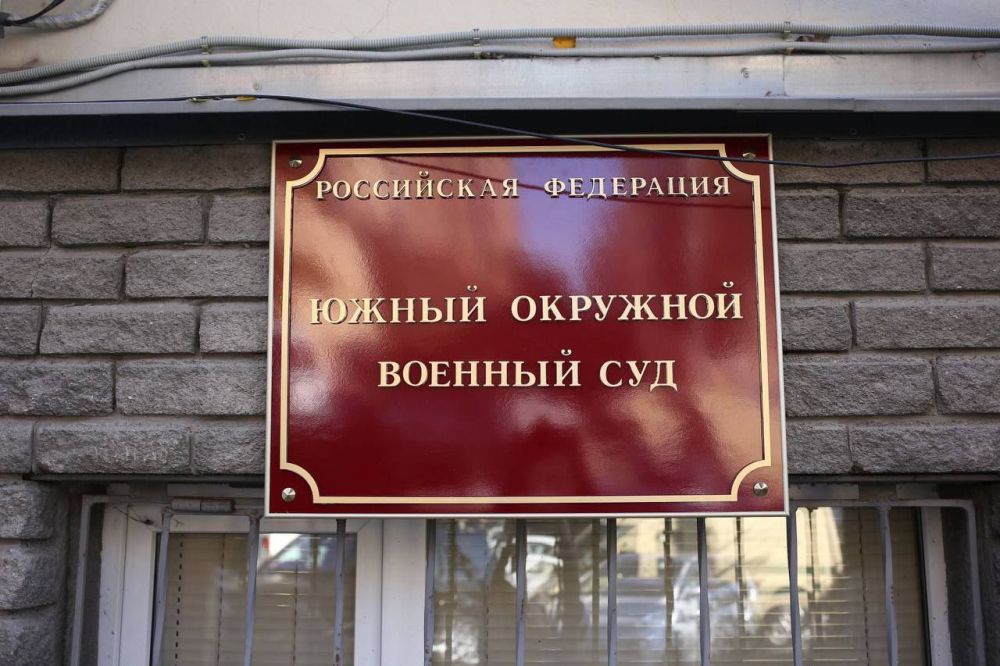 РОССИЙСКАЯ ФЕДЕРАЦИЯ
ЮЖНЫЙ ОКРУЖНОЙ
ВОЕННЫЙ СУД